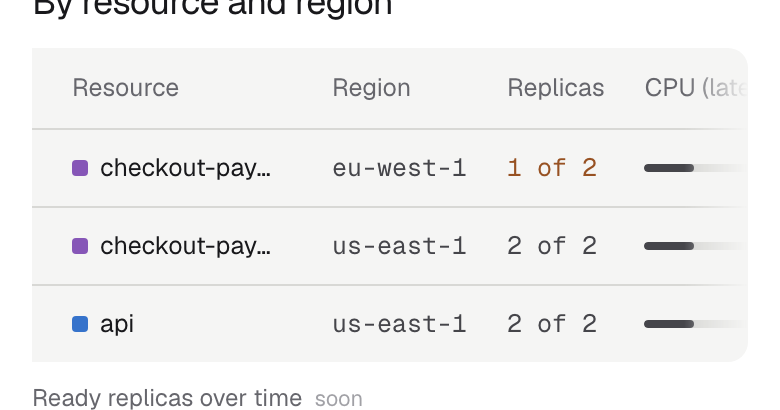 By resource and region
Resource Region Replicas CPU (late
checkout-pay… eu-west-1 1 of 2
checkout-pay… us-east-1 2 of 2
api us-east-1 2 of 2
Ready replicas over time soon